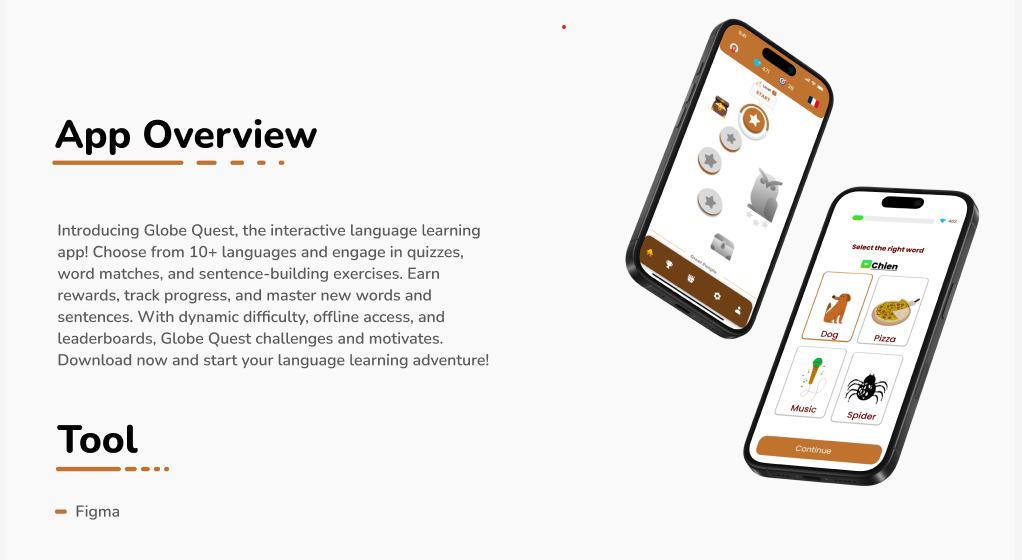 App Overview
Introducing Globe Quest, the interactive language learning
app! Choose from 10+ languages and engage in quizzes,
word matches, and sentence-building exercises. Earn
rewards, track progress, and master new words and
sentences. With dynamic difficulty, offline access, and
leaderboards, Globe Quest challenges and motivates.
Download now and start your language learning adventure!
Tool
Figma
START
Select the right word
Chien
Dog
Pizza
Music
Spider
Continue